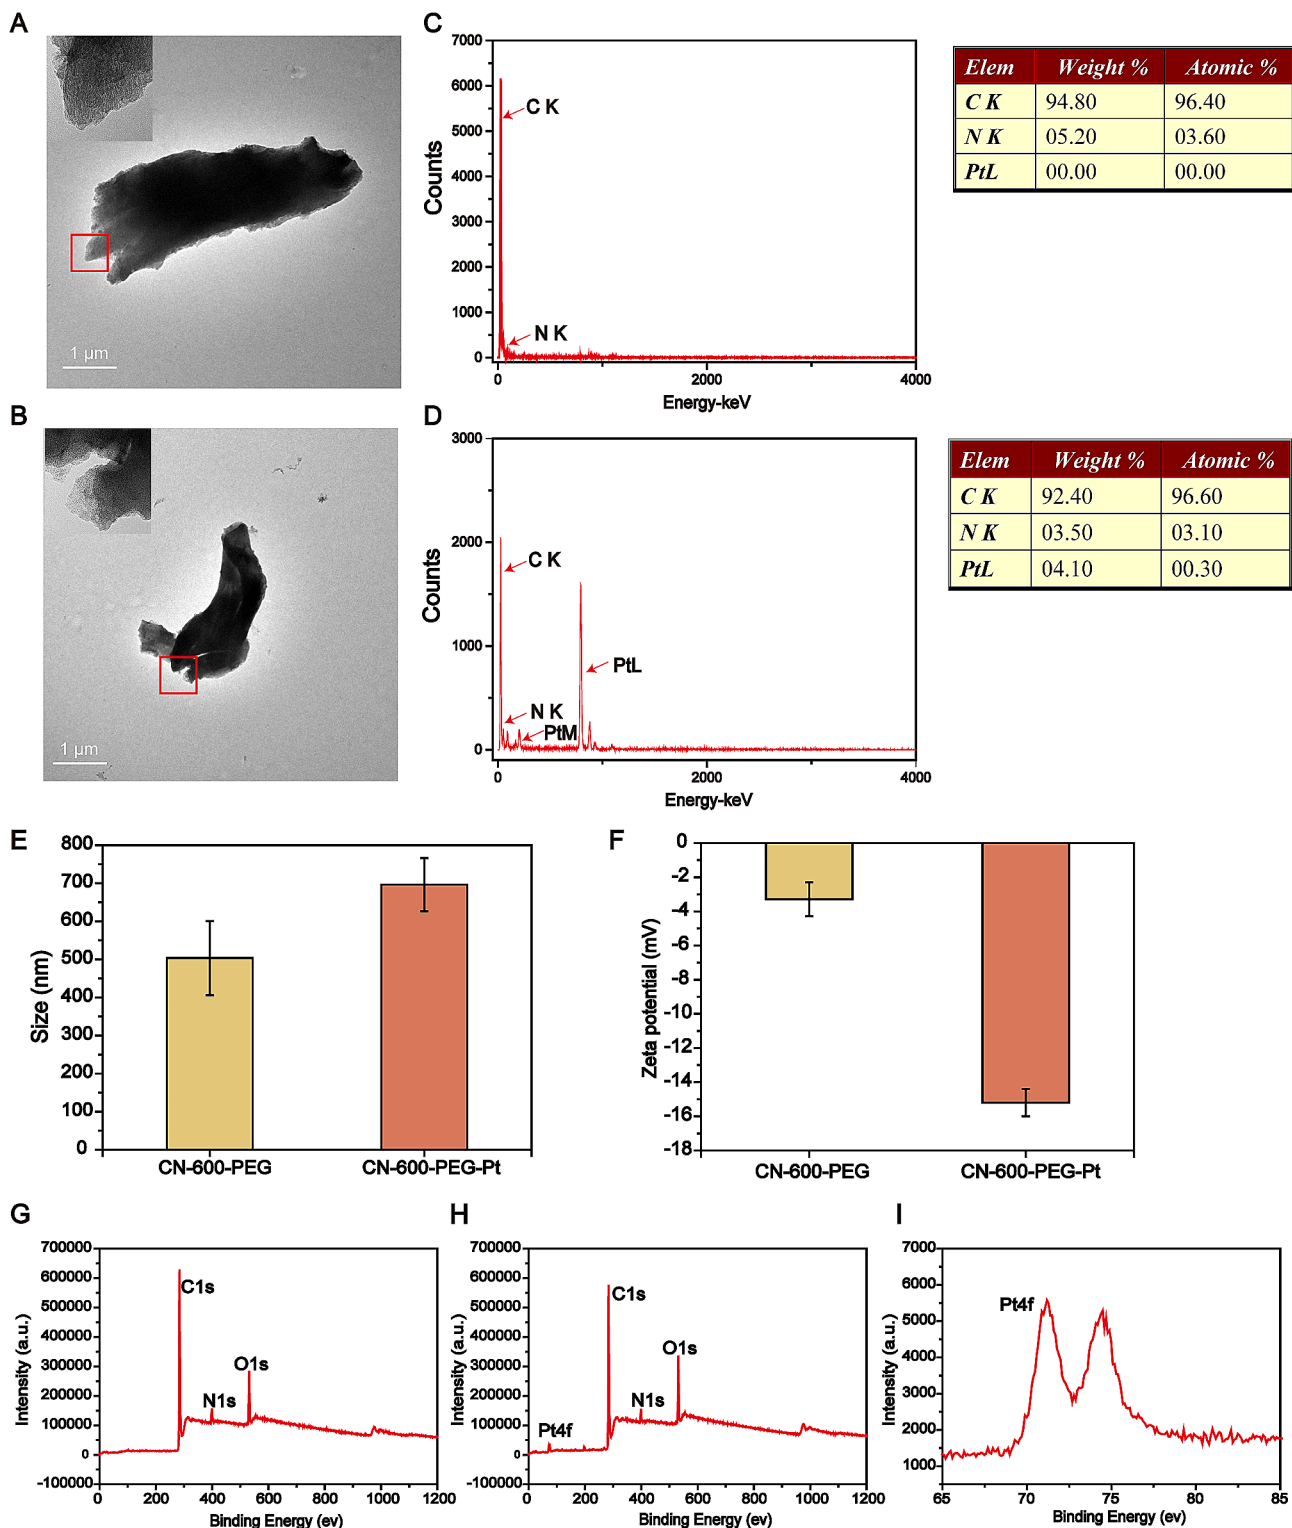 A
1 μm
C
7000
6000
5000
4000
3000
2000
1000
0
Counts
C K
N K
0
2000
4000
Energy-keV
Elem Weight % Atomic %
C K 94.80 96.40
N K 05.20 03.60
PtL 00.00 00.00
B
1 μm
D
3000
2000
1000
0
Counts
C K
PtL
N K
PtM
0
2000
4000
Energy-keV
Elem Weight % Atomic %
C K 92.40 96.60
N K 03.50 03.10
PtL 04.10 00.30
E
800
700
600
500
400
300
200
100
0
Size (nm)
CN-600-PEG
CN-600-PEG-Pt
F
0
-2
-4
-6
-8
-10
-12
-14
-16
-18
Zeta potential (mV)
CN-600-PEG
CN-600-PEG-Pt
G
700000
600000
500000
400000
300000
200000
100000
0
-100000
Intensity (a.u.)
C1s
O1s
N1s
0 200 400 600 800 1000 1200
Binding Energy (ev)
H
700000
600000
500000
400000
300000
200000
100000
0
-100000
Intensity (a.u.)
C1s
O1s
N1s
Pt4f
0 200 400 600 800 1000 1200
Binding Energy (ev)
I
7000
6000
5000
4000
3000
2000
1000
Intensity (a.u.)
Pt4f
65 70 75 80 85
Binding Energy (ev)